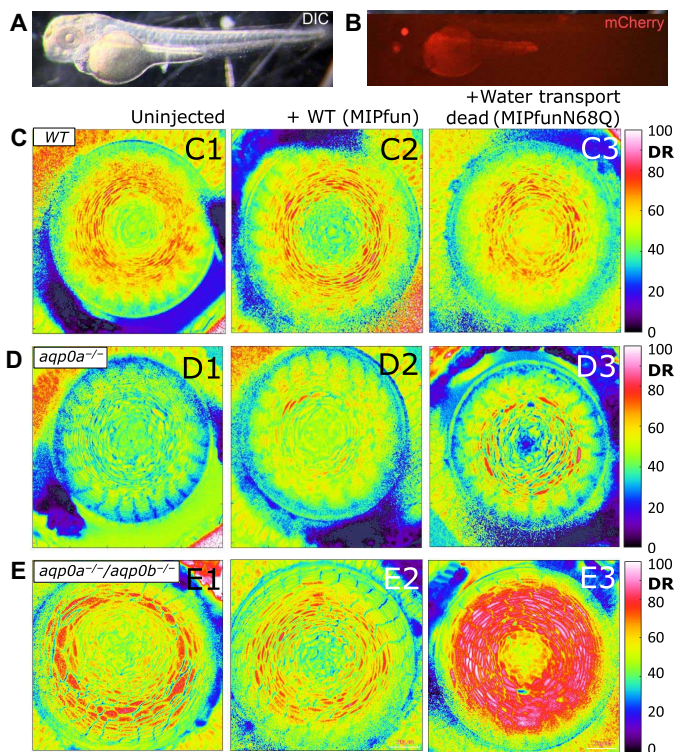 A DIC B mCherry
Uninjected + WT (MIPfun) +Water transport
dead (MIPfunN68Q)
C WT C1 C2 C3 100
DR
80
60
40
20
0
D aqp0a−/− D1 D2 D3 100
DR
80
60
40
20
0
E aqp0a−/−/aqp0b−/− E1 E2 E3 100
DR
80
60
40
20
0